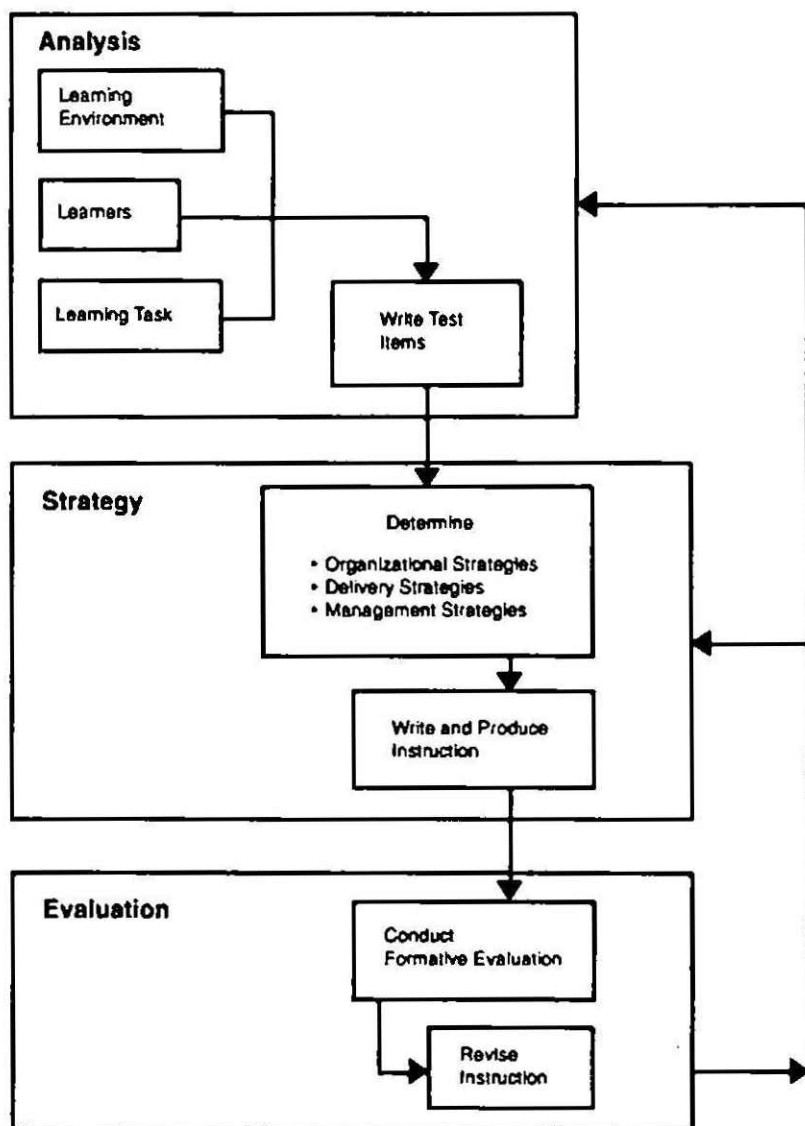 Analysis
Learning
Environment
Learners
Learning Task
Write Test
Items
Strategy
Determine
• Organizational Strategies
• Delivery Strategies
• Management Strategies
Write and Produce
Instruction
Evaluation
Conduct
Formative Evaluation
Revise
Instruction